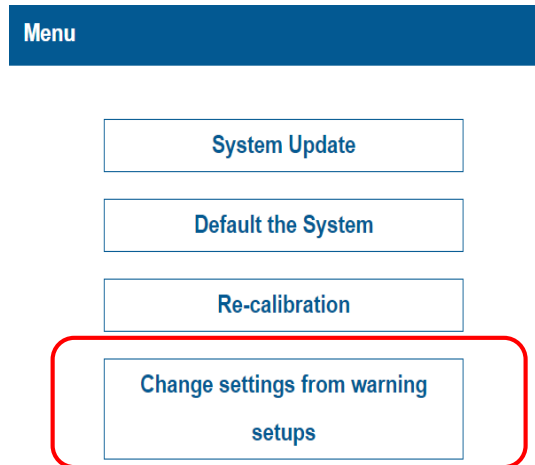 Menu
System Update
Default the System
Re-calibration
Change settings from warning
setups